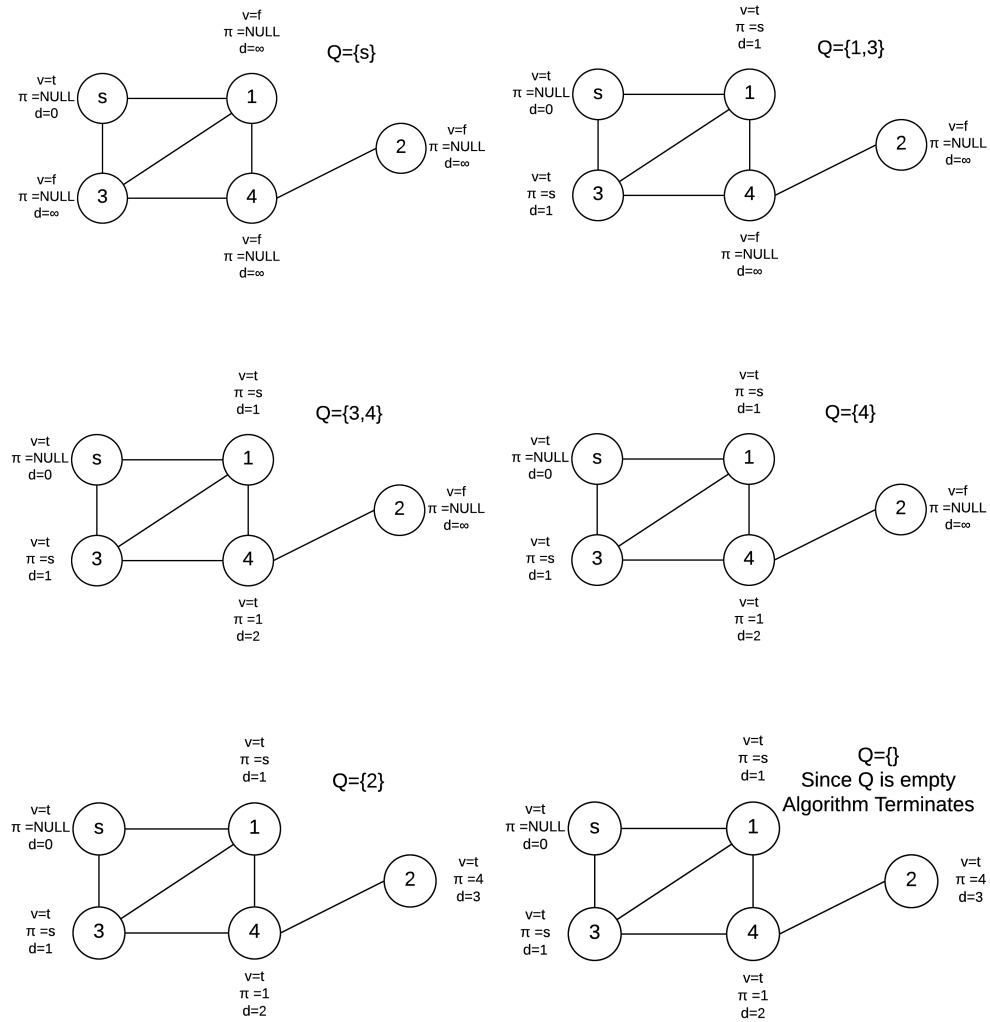 v=f
π =NULL
d=∞
Q={s}
v=t
π =NULL
d=0
s
1
2
v=f
π =NULL
d=∞
v=f
π =NULL
d=∞
3
4
v=f
π =NULL
d=∞
v=t
π =s
d=1
Q={1,3}
v=t
π =NULL
d=0
s
1
2
v=f
π =NULL
d=∞
v=t
π =s
d=1
3
4
v=f
π =NULL
d=∞
v=t
π =s
d=1
Q={3,4}
v=t
π =NULL
d=0
s
1
2
v=f
π =NULL
d=∞
v=t
π =s
d=1
3
4
v=t
π =1
d=2
v=t
π =s
d=1
Q={4}
v=t
π =NULL
d=0
s
1
2
v=f
π =NULL
d=∞
v=t
π =s
d=1
3
4
v=t
π =1
d=2
v=t
π =s
d=1
Q={2}
v=t
π =NULL
d=0
s
1
2
v=t
π =4
d=3
v=t
π =s
d=1
3
4
v=t
π =1
d=2
v=t
π =s
d=1
Q={}
Since Q is empty
Algorithm Terminates
v=t
π =NULL
d=0
s
1
2
v=t
π =4
d=3
v=t
π =s
d=1
3
4
v=t
π =1
d=2